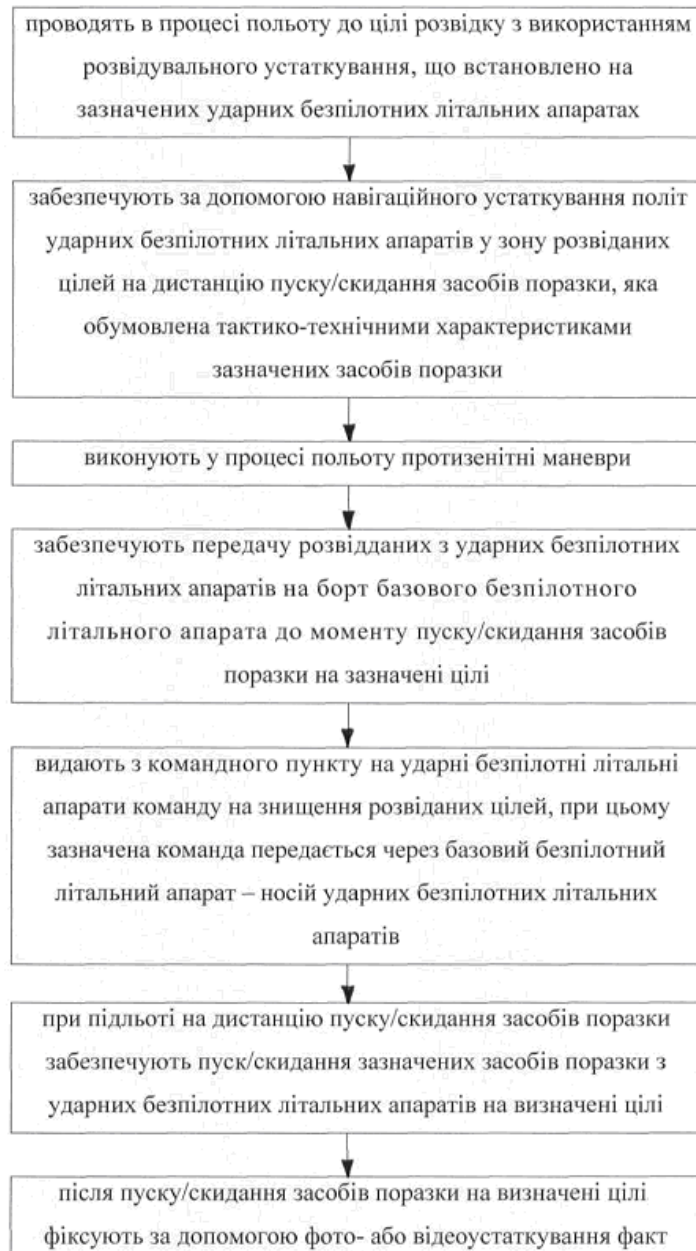 проводять в процесі польоту до цілі розвідку з використанням
розвідувального устаткування, що встановлено на
зазначених ударних безпілотних літальних апаратах
забезпечують за допомогою навігаційного устаткування політ
ударних безпілотних літальних апаратів у зону розвіданих
цілей на дистанцію пуску/скидання засобів поразки, яка
обумовлена тактико-технічними характеристиками
зазначених засобів поразки
виконують у процесі польоту протизенітні маневри
забезпечують передачу розвідданих з ударних безпілотних
літальних апаратів на борт базового безпілотного
літального апарата до моменту пуску/скидання засобів
поразки на зазначені цілі
видають з командного пункту на ударні безпілотні літальні
апарати команду на знищення розвіданих цілей, при цьому
зазначена команда передається через базовий безпілотний
літальний апарат – носій ударних безпілотних літальних
апаратів
при підльоті на дистанцію пуску/скидання засобів поразки
забезпечують пуск/скидання зазначених засобів поразки з
ударних безпілотних літальних апаратів на визначені цілі
після пуску/скидання засобів поразки на визначені цілі
фіксують за допомогою фото- або відеоустаткування факт